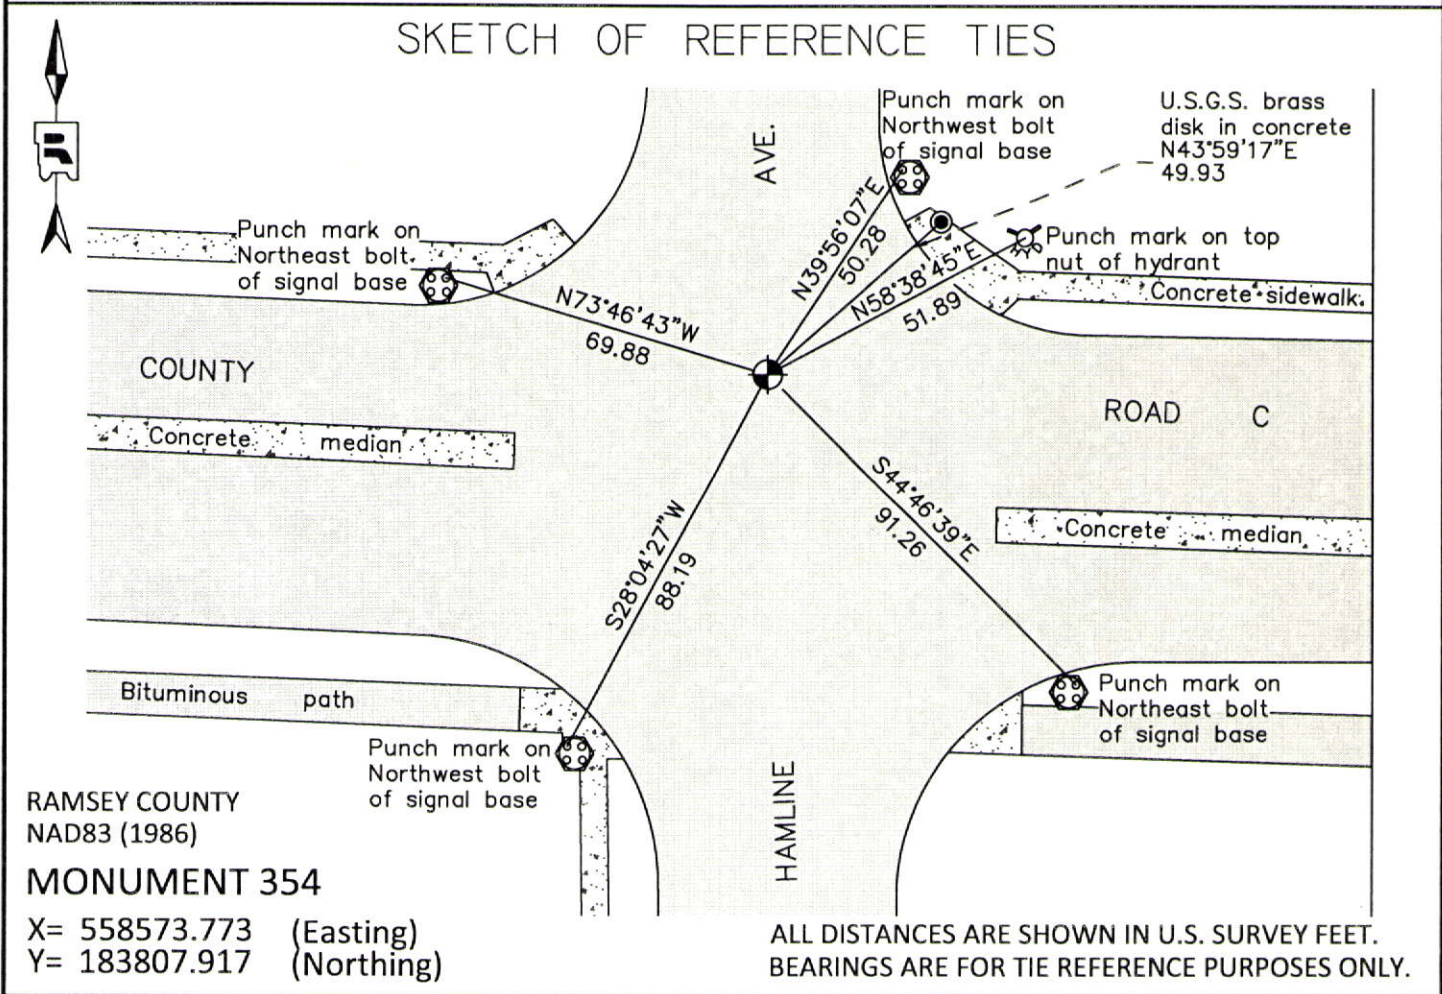 SKETCH OF REFERENCE TIES
Punch mark on
Northwest bolt
of signal base
U.S.G.S. brass
disk in concrete
N43°59'17"E
49.93
AVE.
Punch mark on
Northeast bolt
of signal base
N39°56'07"E
50.28
N58°38'45"E
51.89
Punch mark on top
nut of hydrant
Concrete sidewalk
N73°46'43"W
69.88
COUNTY
ROAD C
Concrete median
S44°46'39"E
91.26
Concrete median
S28°04'27"W
88.19
Bituminous path
Punch mark on
Northeast bolt
of signal base
Punch mark on
Northwest bolt
of signal base
HAMLINE
RAMSEY COUNTY
NAD83 (1986)
MONUMENT 354
X= 558573.773 (Easting)
Y= 183807.917 (Northing)
ALL DISTANCES ARE SHOWN IN U.S. SURVEY FEET.
BEARINGS ARE FOR TIE REFERENCE PURPOSES ONLY.